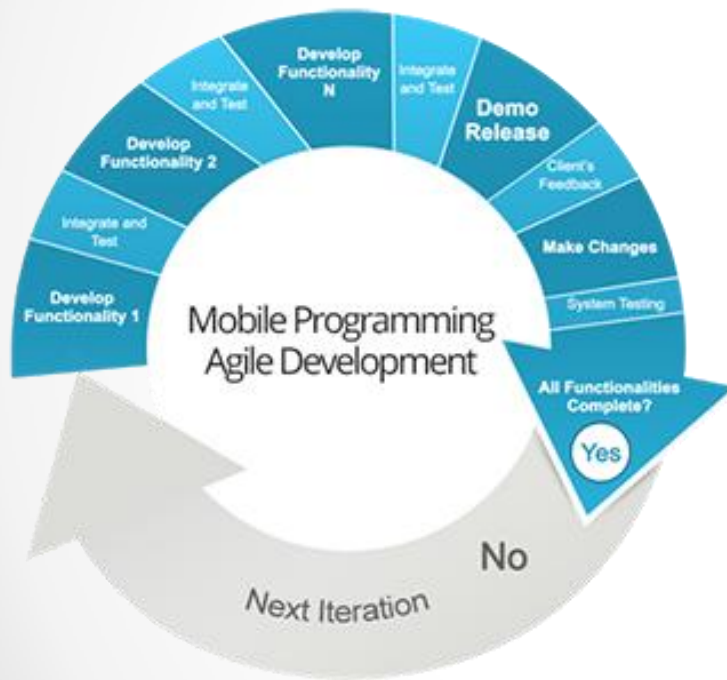 Develop
Functionality 1
Integrate and
Test
Develop
Functionality 2
Integrate
and Test
Develop
Functionality
N
Integrate
and Test
Demo
Release
Client's
Feedback
Make Changes
System Testing
All Functionalities
Complete?
Yes
No
Next Iteration
Mobile Programming
Agile Development